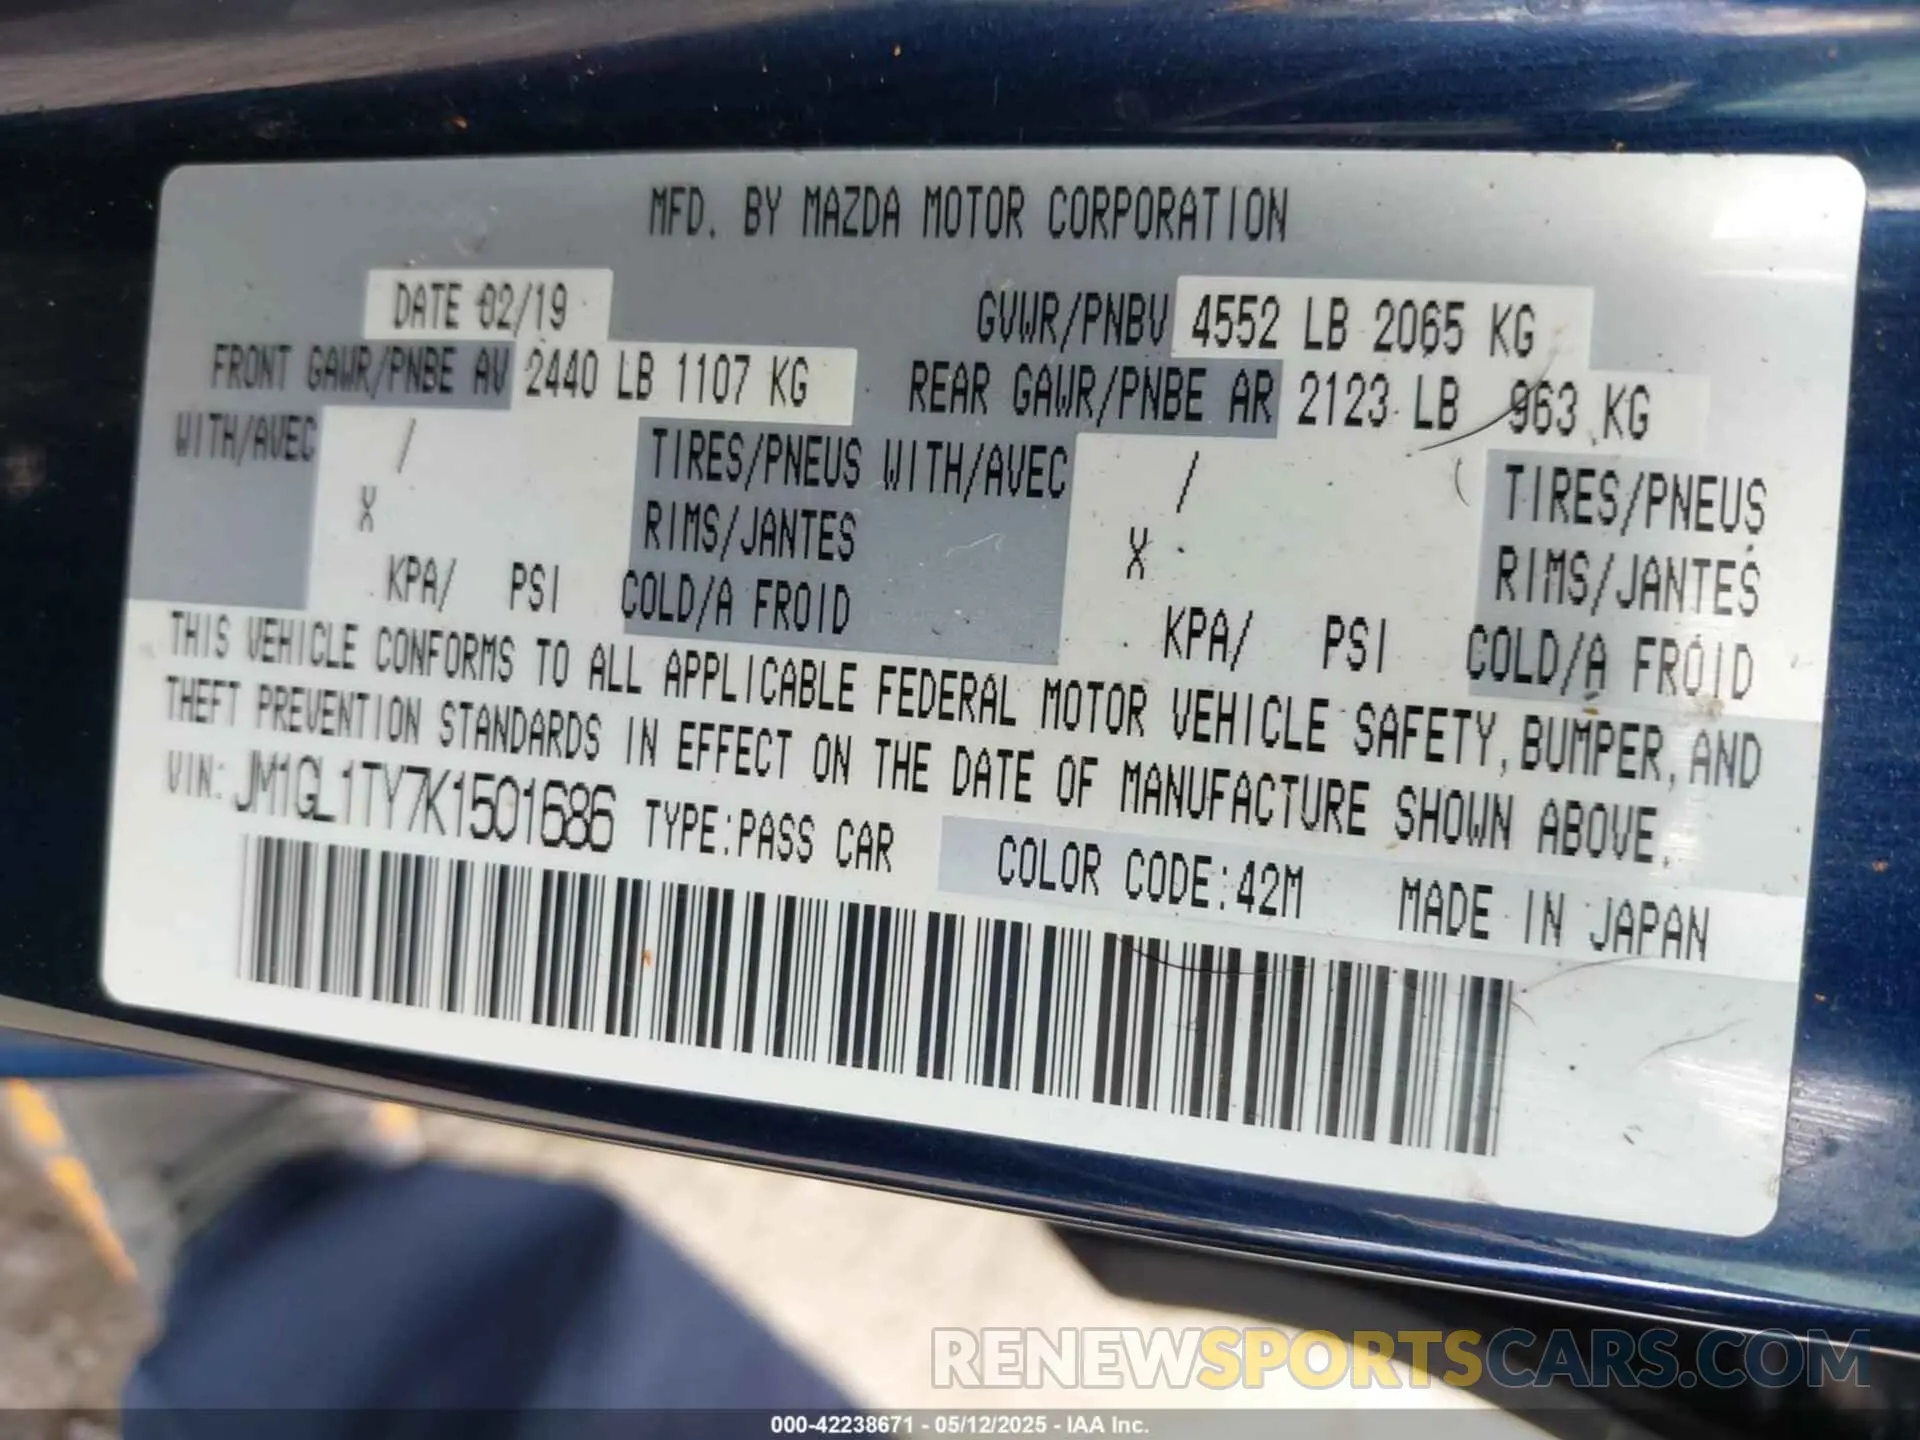 MFD. BY MAZDA MOTOR CORPORATION
DATE 02/19 GVWR/PNBV 4552 LB 2065 KG
FRONT GAWR/PNBE AV 2440 LB 1107 KG REAR GAWR/PNBE AR 2123 LB 963 KG
WITH/AVEC / TIRES/PNEUS WITH/AVEC / TIRES/PNEUS
X RIMS/JANTES X RIMS/JANTES
KPA/ PSI COLD/A FROID KPA/ PSI COLD/A FROID
THIS VEHICLE CONFORMS TO ALL APPLICABLE FEDERAL MOTOR VEHICLE SAFETY, BUMPER, AND
THEFT PREVENTION STANDARDS IN EFFECT ON THE DATE OF MANUFACTURE SHOWN ABOVE.
VIN: JM1GL1TY7K1501686 TYPE:PASS CAR COLOR CODE:42M MADE IN JAPAN
RENEWSPORTSCARS.COM
000-42238671 - 05/12/2025 - IAA Inc.